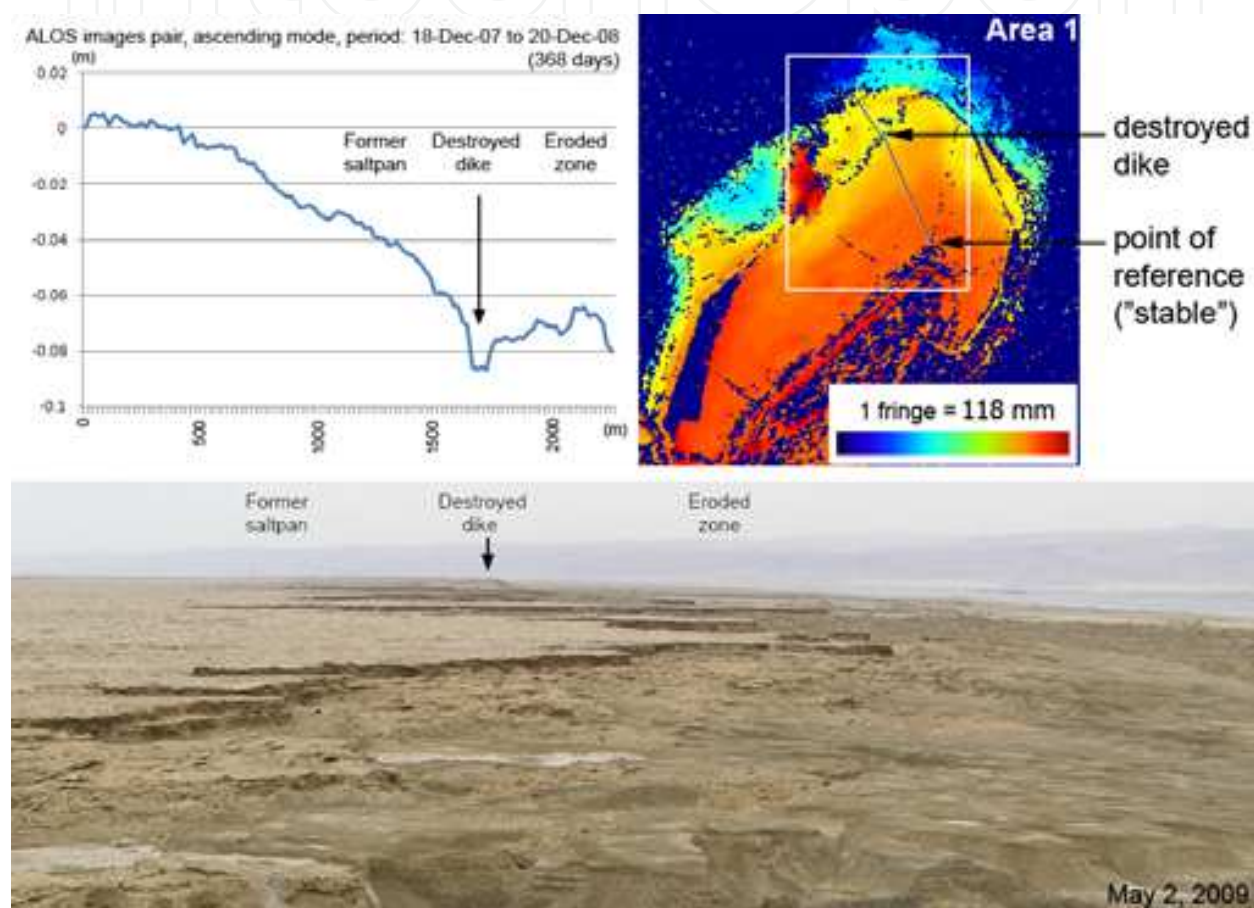 ALOS images pair, ascending mode, period: 18-Dec-07 to 20-Dec-08
(m)
(368 days)
0.02
0
-0.02
-0.04
-0.06
-0.08
-0.1
Former
saltpan
Destroyed
dike
Eroded
zone
0
500
1000
1500
2000
(m)
Area 1
destroyed
dike
point of
reference
("stable")
1 fringe = 118 mm
Former
saltpan
Destroyed
dike
Eroded
zone
May 2, 2009